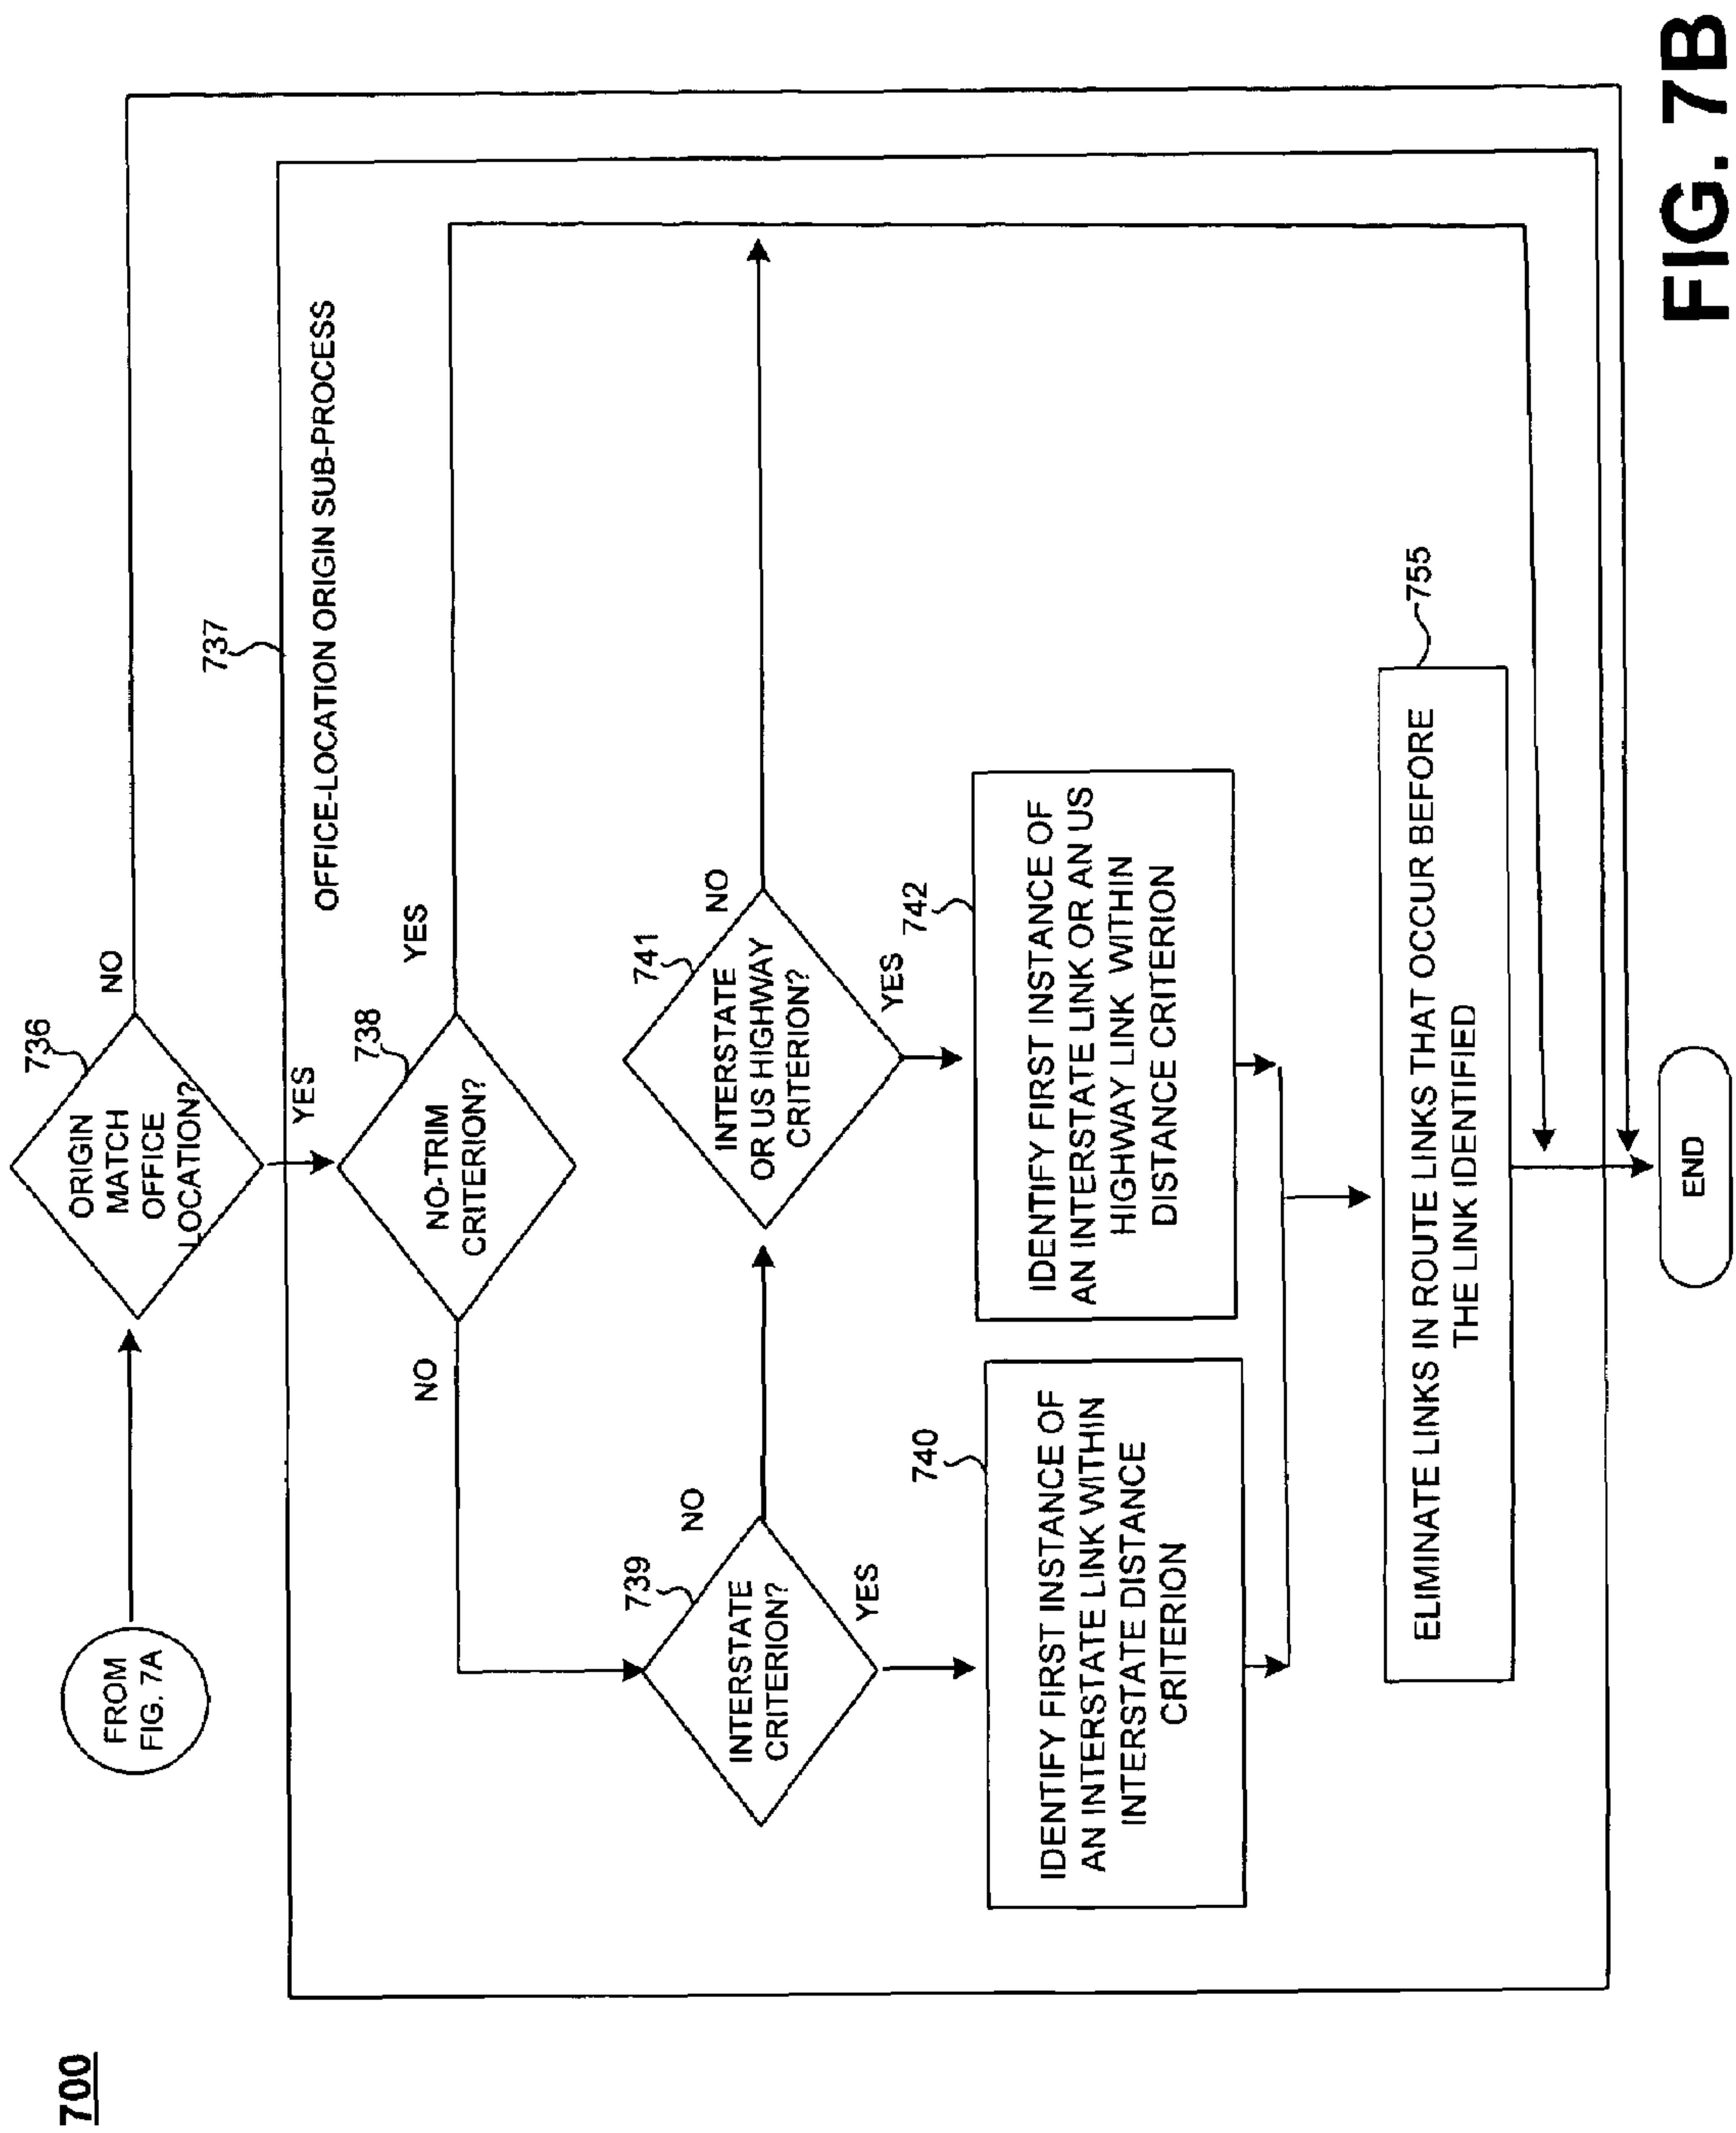 700
FROM
FIG. 7A
736
ORIGIN
MATCH
OFFICE
LOCATION?
NO
YES
737
OFFICE-LOCATION ORIGIN SUB-PROCESS
738
NO-TRIM
CRITERION?
YES
NO
739
INTERSTATE
CRITERION?
NO
YES
741
INTERSTATE
OR US HIGHWAY
CRITERION?
NO
YES
740
IDENTIFY FIRST INSTANCE OF
AN INTERSTATE LINK WITHIN
INTERSTATE DISTANCE
CRITERION
742
IDENTIFY FIRST INSTANCE OF
AN INTERSTATE LINK OR AN US
HIGHWAY LINK WITHIN
DISTANCE CRITERION
755
ELIMINATE LINKS IN ROUTE LINKS THAT OCCUR BEFORE
THE LINK IDENTIFIED
END
FIG. 7B